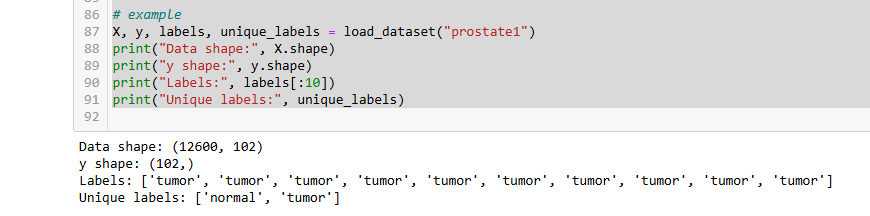 86 # example
87 X, y, labels, unique_labels = load_dataset("prostate1")
88 print("Data shape:", X.shape)
89 print("y shape:", y.shape)
90 print("Labels:", labels[:10])
91 print("Unique labels:", unique_labels)
92
Data shape: (12600, 102)
y shape: (102,)
Labels: ['tumor', 'tumor', 'tumor', 'tumor', 'tumor', 'tumor', 'tumor', 'tumor', 'tumor', 'tumor']
Unique labels: ['normal', 'tumor']